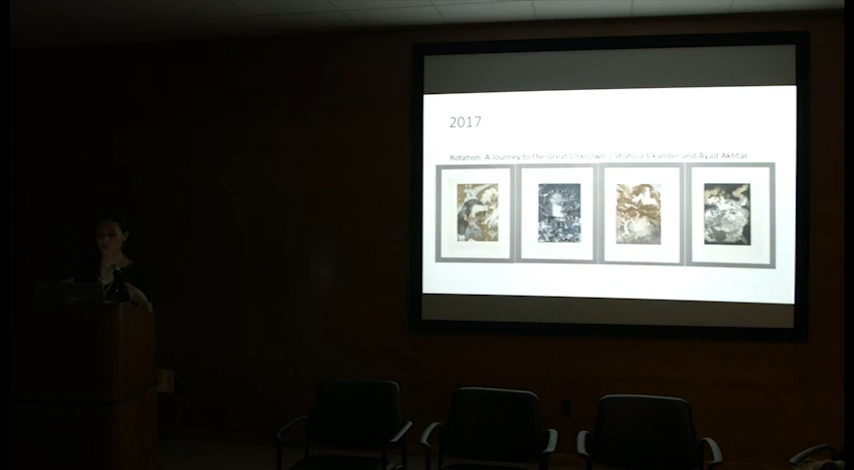 2017
Rotation: A Journey to the Great Unknown: Shahzia Sikander and Ayad Akhtar